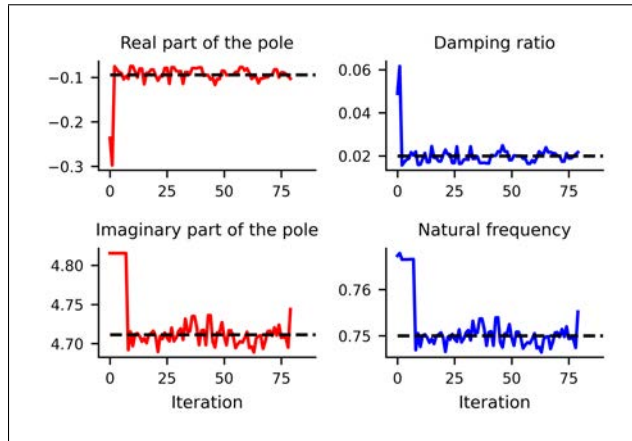 Real part of the pole
−0.1
−0.2
−0.3
0 25 50 75
Damping ratio
0.06
0.04
0.02
0 25 50 75
Imaginary part of the pole
4.80
4.75
4.70
0 25 50 75
Iteration
Natural frequency
0.76
0.75
0 25 50 75
Iteration